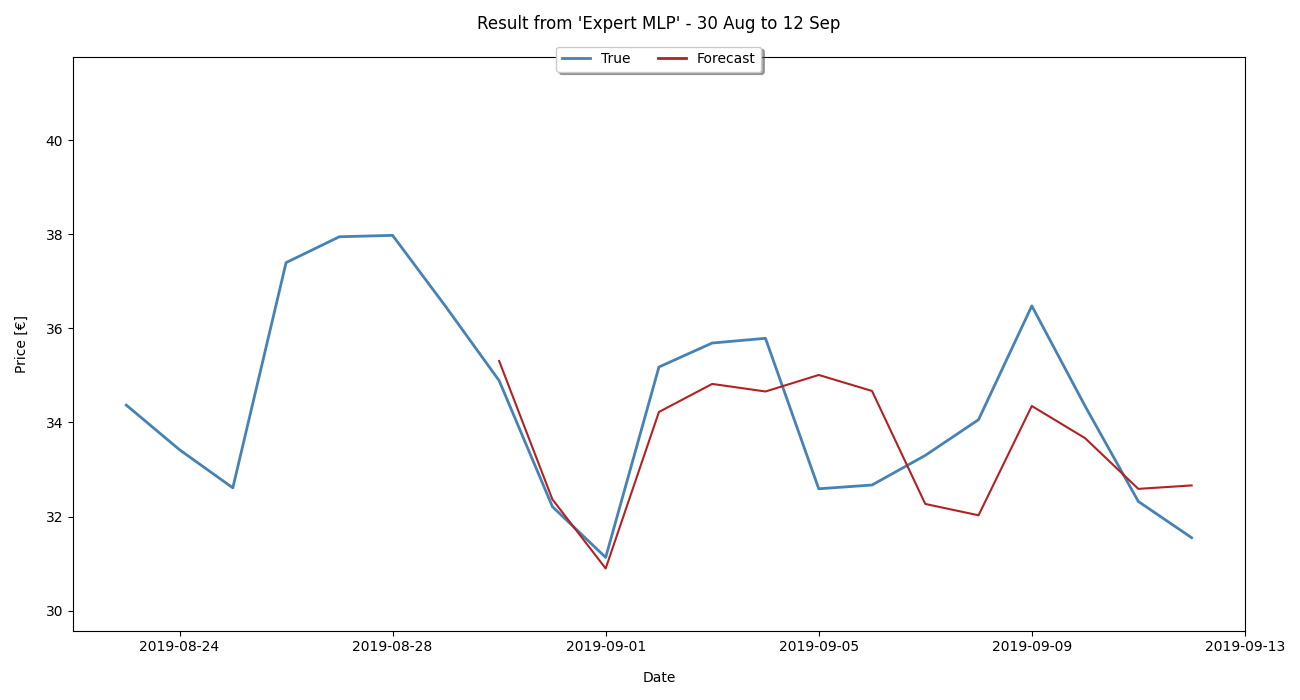 Result from 'Expert MLP' - 30 Aug to 12 Sep
True Forecast
Price [€]
40
38
36
34
32
30
2019-08-24 2019-08-28 2019-09-01 2019-09-05 2019-09-09 2019-09-13
Date